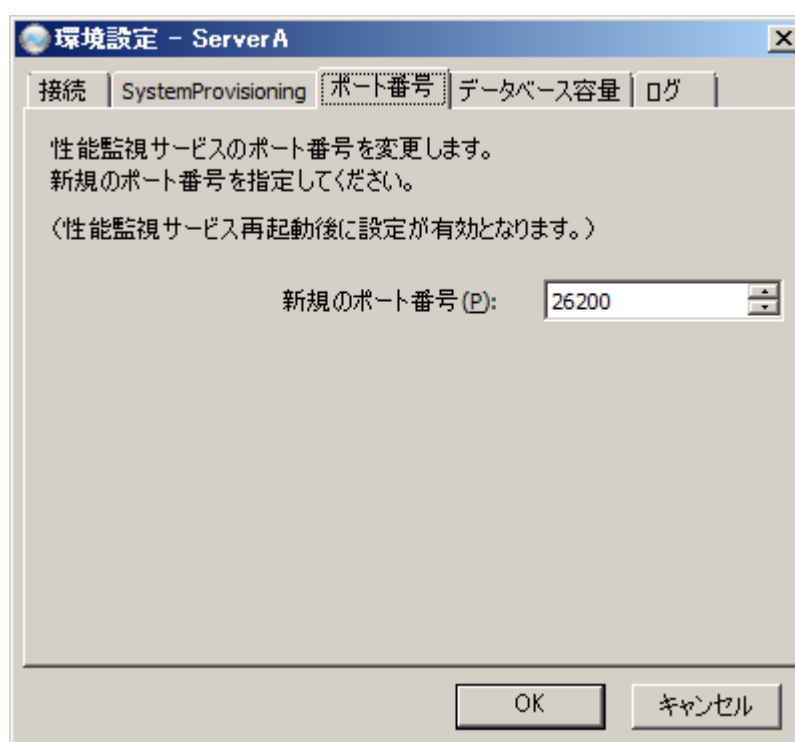 環境設定 - ServerA
接続 SystemProvisioning ポート番号 データベース容量 ログ
性能監視サービスのポート番号を変更します。
新規のポート番号を指定してください。
(性能監視サービス再起動後に設定が有効となります。)
新規のポート番号(P): 26200
OK キャンセル